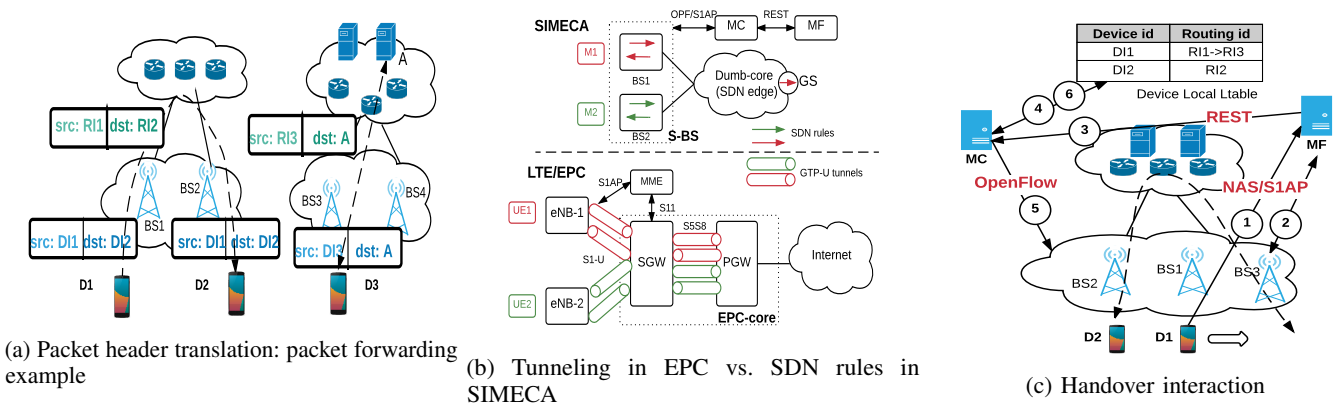 A
src: RI1 dst: RI2
src: RI3 dst: A
BS2
BS1
BS3
BS4
src: DI1 dst: DI2
src: DI1 dst: DI2
src: DI3 dst: A
D1
D2
D3
(a) Packet header translation: packet forwarding
example
SIMECA
OPF/S1AP
REST
MC
MF
M1
BS1
Dumb-core
(SDN edge)
GS
M2
BS2
S-BS
SDN rules
LTE/EPC
GTP-U tunnels
S1AP
MME
UE1
eNB-1
S11
S5S8
S1-U
SGW
PGW
Internet
UE2
eNB-2
EPC-core
(b) Tunneling in EPC vs. SDN rules in
SIMECA
Device id Routing id
DI1 RI1->RI3
DI2 RI2
Device Local Ltable
4
6
3
REST
MC
MF
OpenFlow
NAS/S1AP
5
1
2
BS2
BS1
BS3
D2
D1
(c) Handover interaction